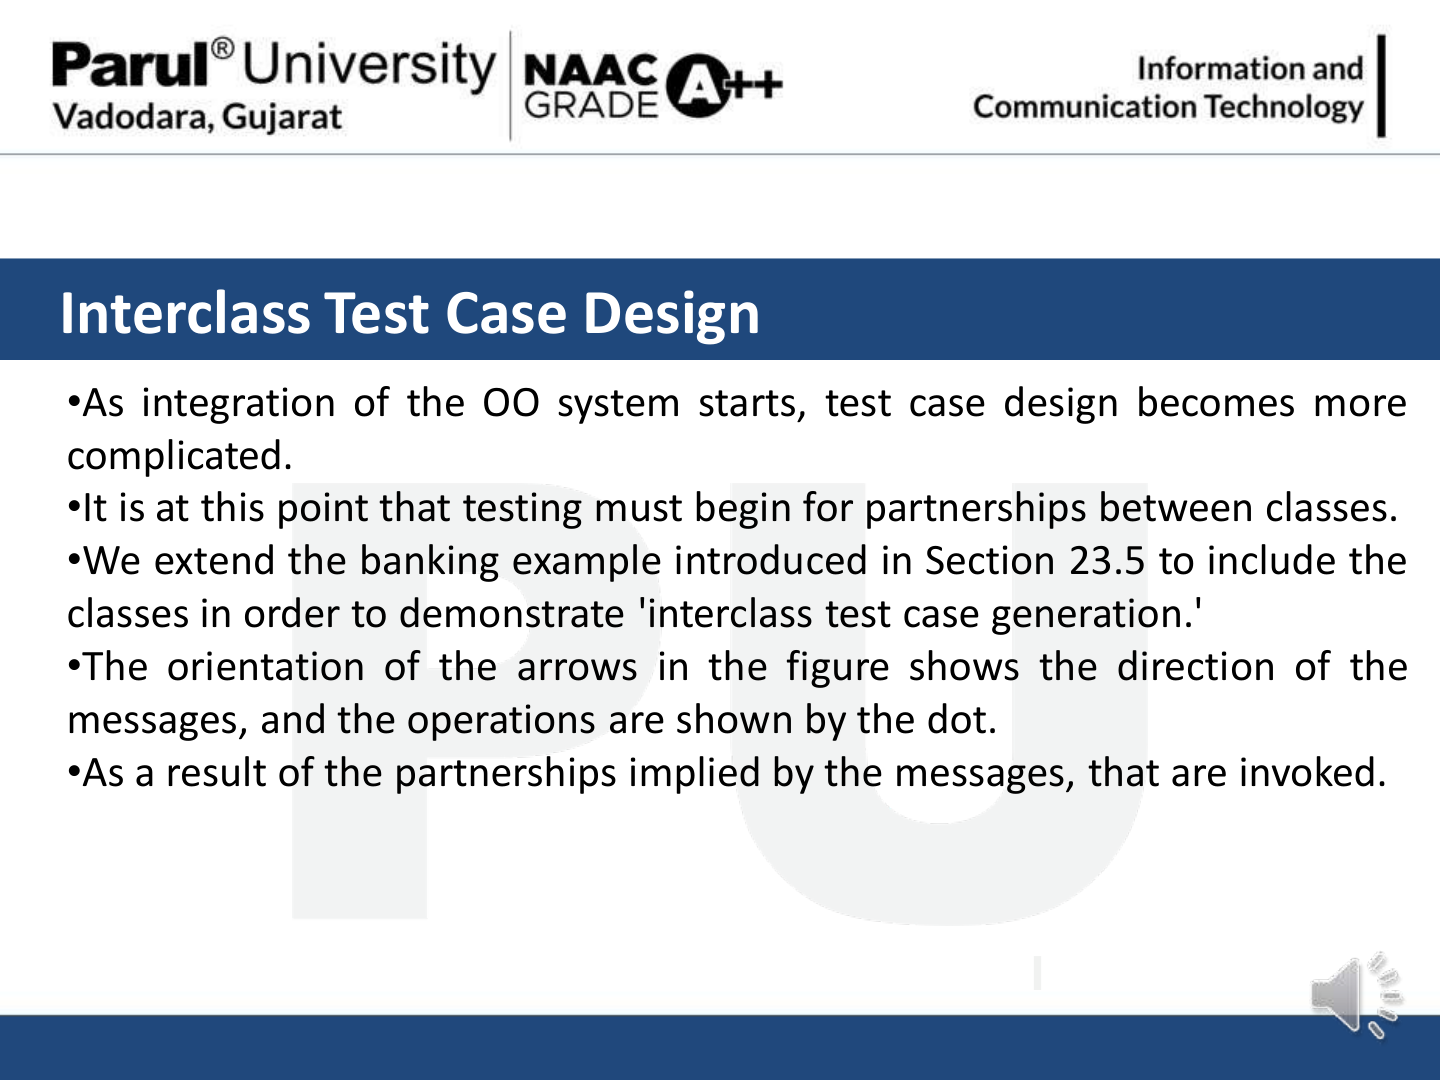 Parul® University
Vadodara, Gujarat
NAAC
GRADE A++
Information and
Communication Technology
Interclass Test Case Design
•As integration of the OO system starts, test case design becomes more
complicated.
•It is at this point that testing must begin for partnerships between classes.
•We extend the banking example introduced in Section 23.5 to include the
classes in order to demonstrate 'interclass test case generation.'
•The orientation of the arrows in the figure shows the direction of the
messages, and the operations are shown by the dot.
•As a result of the partnerships implied by the messages, that are invoked.
PU